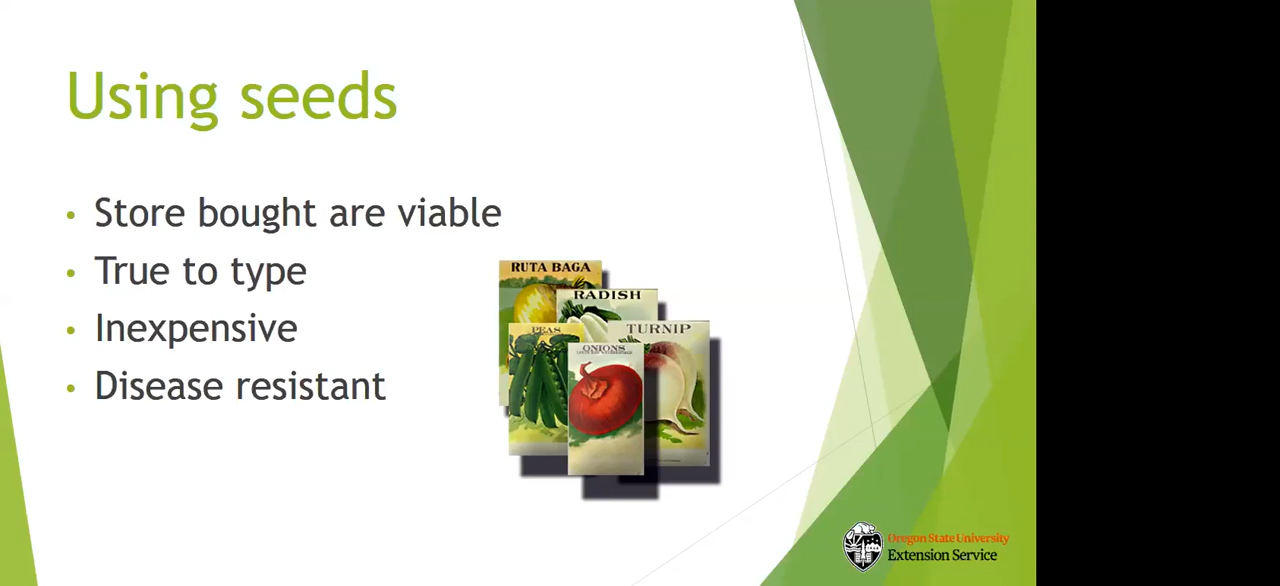 Using seeds
• Store bought are viable
• True to type
• Inexpensive
• Disease resistant
RUTA BAGA
RADISH
PEAS
TURNIP
ONIONS
Oregon State University
Extension Service